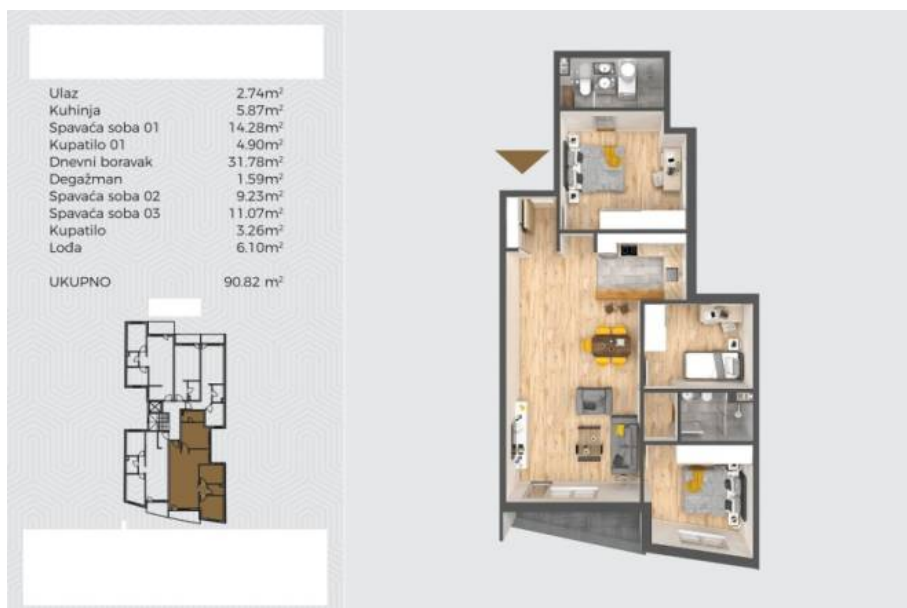 Ulaz 2.74m²
Kuhinja 5.87m²
Spavaća soba 01 14.28m²
Kupatilo 01 4.90m²
Dnevni boravak 31.78m²
Degažman 1.59m²
Spavaća soba 02 9.23m²
Spavaća soba 03 11.07m²
Kupatilo 3.26m²
Lođa 6.10m²
UKUPNO 90.82 m²